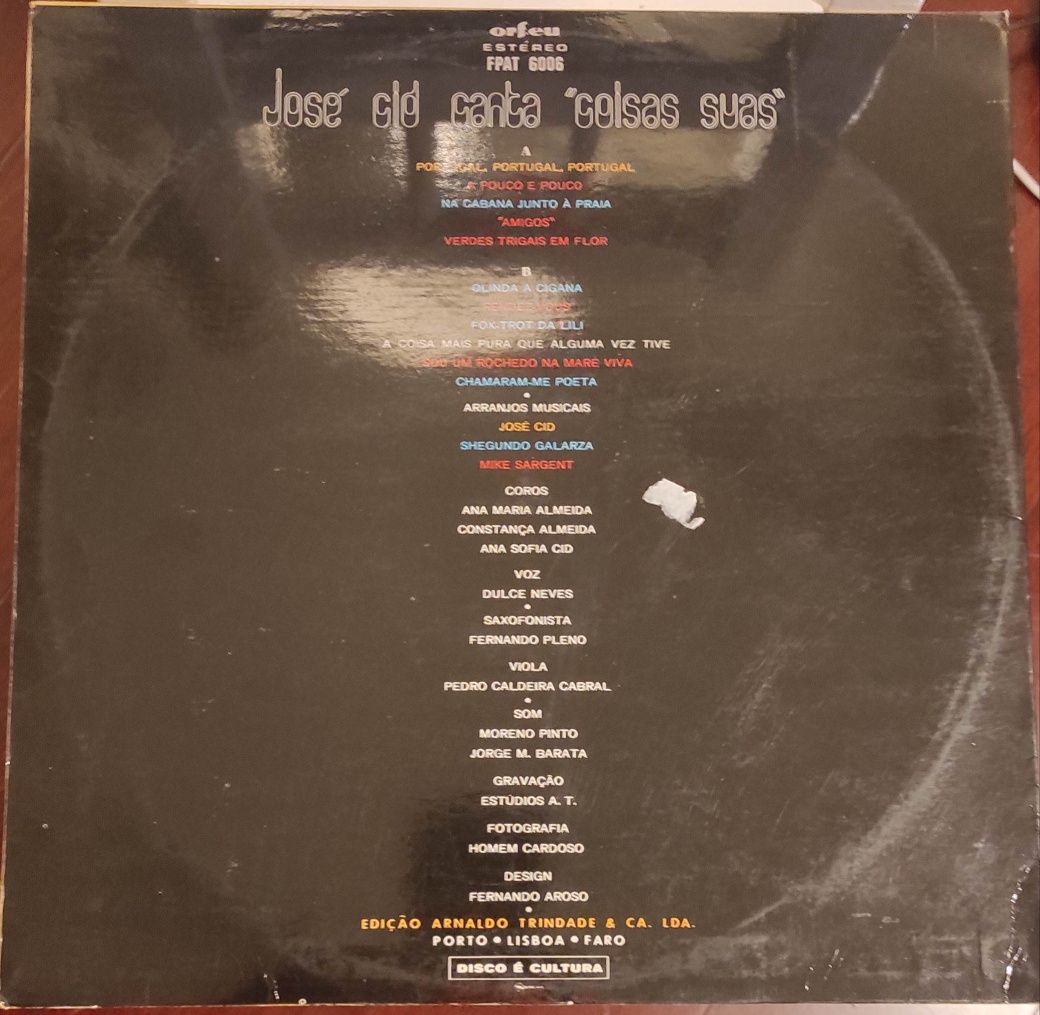 orfeu
ESTÉREO
FPAT 6006
José cid canta "coisas suas"
A
PORTUGAL, PORTUGAL, PORTUGAL
A POUCO E POUCO
NA CABANA JUNTO À PRAIA
"AMIGOS"
VERDES TRIGAIS EM FLOR
B
OLINDA A CIGANA
FOX-TROT DA LILI
A COISA MAIS PURA QUE ALGUMA VEZ TIVE
SOU UM ROCHEDO NA MARÉ VIVA
CHAMARAM-ME POETA
ARRANJOS MUSICAIS
JOSÉ CID
SHEGUNDO GALARZA
MIKE SARGENT
COROS
ANA MARIA ALMEIDA
CONSTANÇA ALMEIDA
ANA SOFIA CID
VOZ
DULCE NEVES
SAXOFONISTA
FERNANDO PLENO
VIOLA
PEDRO CALDEIRA CABRAL
SOM
MORENO PINTO
JORGE M. BARATA
GRAVAÇÃO
ESTÚDIOS A. T.
FOTOGRAFIA
HOMEM CARDOSO
DESIGN
FERNANDO AROSO
EDIÇÃO ARNALDO TRINDADE & CA. LDA.
PORTO • LISBOA • FARO
DISCO É CULTURA